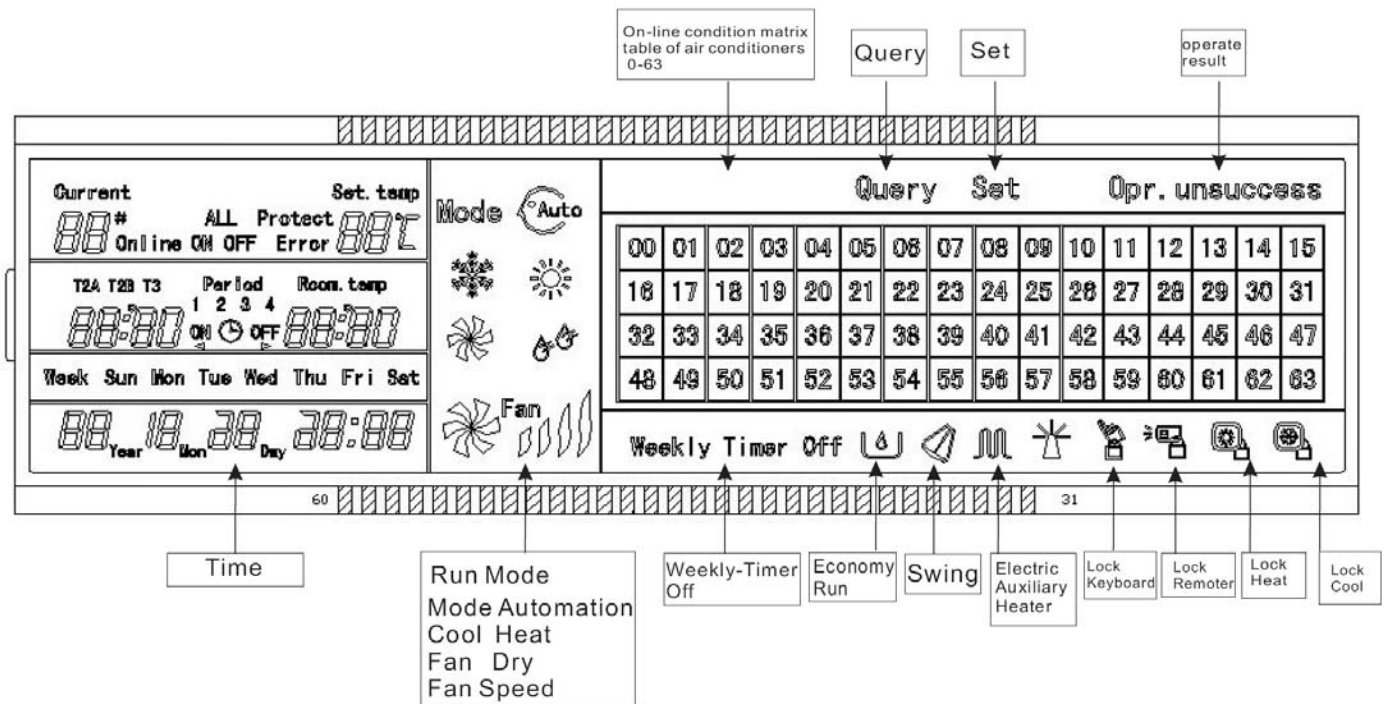 On-line condition matrix
table of air conditioners
0-63
Query
Set
operate
result
Current Set. temp
88# ALL Protect 88℃
Online ON OFF Error
T2A T2B T3 Period Room. temp
1 2 3 4
88:80 ON OFF 88:80
Week Sun Mon Tue Wed Thu Fri Sat
88 Year 18 Mon 38 Day 28:88
Mode Auto
Fan
Query Set Opr. unsuccess
00 01 02 03 04 05 06 07 08 09 10 11 12 13 14 15
16 17 18 19 20 21 22 23 24 25 26 27 28 29 30 31
32 33 34 35 36 37 38 39 40 41 42 43 44 45 46 47
48 49 50 51 52 53 54 55 56 57 58 59 60 61 62 63
Weekly Timer Off
60 31
Time
Run Mode
Mode Automation
Cool Heat
Fan Dry
Fan Speed
Weekly-Timer
Off
Economy
Run
Swing
Electric
Auxiliary
Heater
Lock
Keyboard
Lock
Remoter
Lock
Heat
Lock
Cool